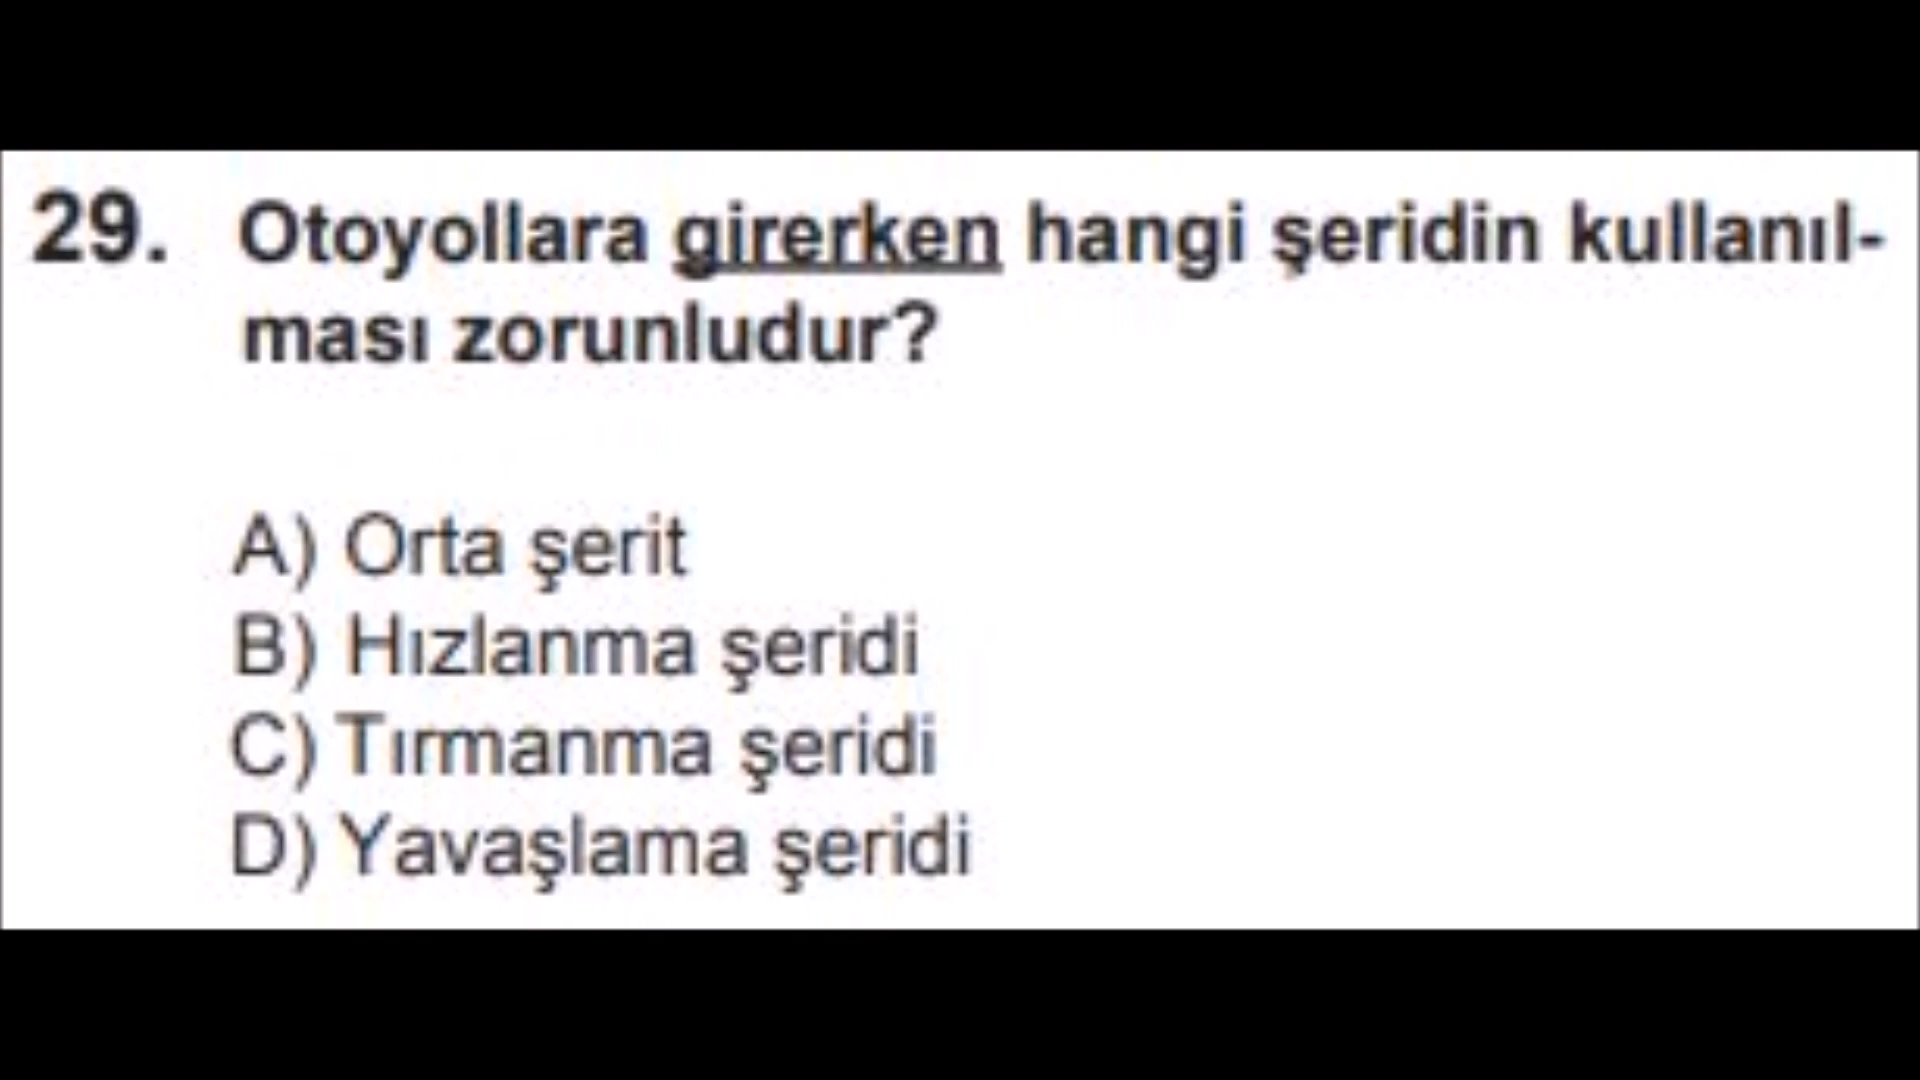 29. Otoyollara girerken hangi şeridin kullanıl-
ması zorunludur?
A) Orta şerit
B) Hızlanma şeridi
C) Tırmanma şeridi
D) Yavaşlama şeridi